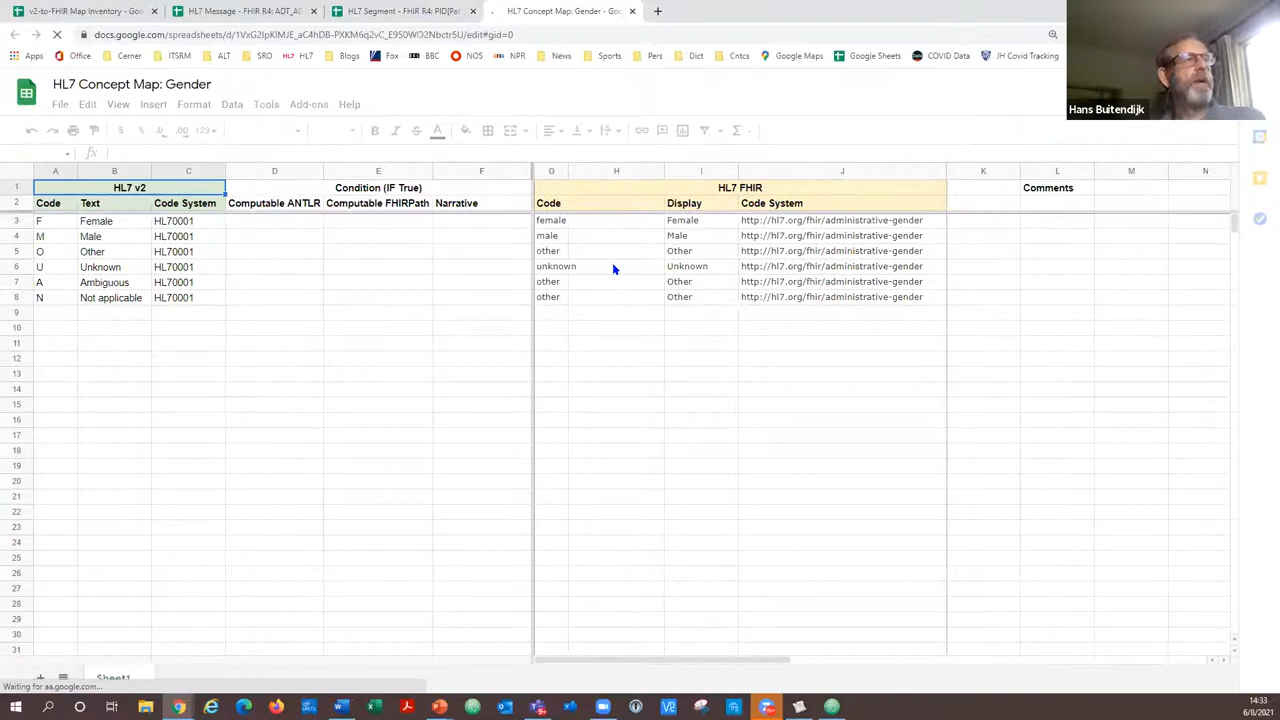 v2-to-FHIR Map Inventory - Goo
HL7 Message - FHIR R4: ADT_A0
HL7 Segment - FHIR R4: PID[Pati
HL7 Concept Map: Gender - Goo
docs.google.com/spreadsheets/d/1VxG2IpKIMJE_aC4hDB-PXKM6q2vC_E950WO2Nbctr5U/edit#gid=0
Apps Office Cerner ITSRM ALT SRO HL7 HL7 Blogs Fox BBC NOS NPR News Sports Pers Dict Cntcs Google Maps Google Sheets COVID Data JH Covid Tracking
Hans Buitendijk
HL7 Concept Map: Gender
File Edit View Insert Format Data Tools Add-ons Help
$ % .0 .00 123
fx
A B C D E F G H I J K L M N
1 HL7 v2 Condition (IF True) HL7 FHIR Comments
2 Code Text Code System Computable ANTLR Computable FHIRPath Narrative Code Display Code System
3 F Female HL70001 female Female http://hl7.org/fhir/administrative-gender
4 M Male HL70001 male Male http://hl7.org/fhir/administrative-gender
5 O Other HL70001 other Other http://hl7.org/fhir/administrative-gender
6 U Unknown HL70001 unknown Unknown http://hl7.org/fhir/administrative-gender
7 A Ambiguous HL70001 other Other http://hl7.org/fhir/administrative-gender
8 N Not applicable HL70001 other Other http://hl7.org/fhir/administrative-gender
9
10
11
12
13
14
15
16
17
18
19
20
21
22
23
24
25
26
27
28
29
30
31
Sheet1
Waiting for aa.google.com...
14:33
6/8/2021